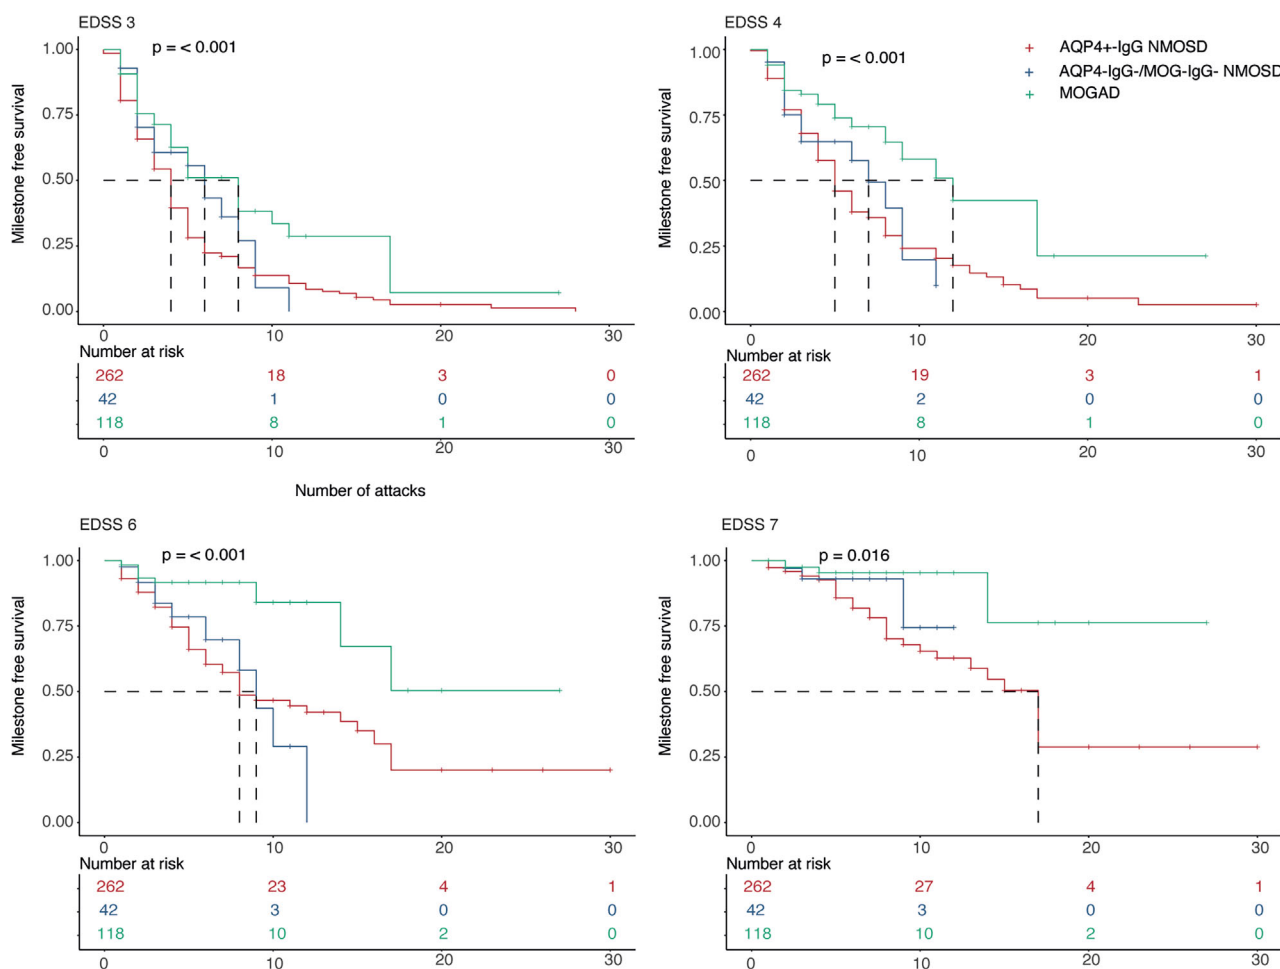 EDSS 3
p = < 0.001
Milestone free survival
1.00
0.75
0.50
0.25
0.00
0 10 20 30
Number at risk
262 18 3 0
42 1 0 0
118 8 1 0
0 10 20 30
Number of attacks
EDSS 4
p = < 0.001
AQP4+-IgG NMOSD
AQP4-IgG-/MOG-IgG- NMOSD
MOGAD
Milestone free survival
1.00
0.75
0.50
0.25
0.00
0 10 20 30
Number at risk
262 19 3 1
42 2 0 0
118 8 1 0
0 10 20 30
EDSS 6
p = < 0.001
Milestone free survival
1.00
0.75
0.50
0.25
0.00
0 10 20 30
Number at risk
262 23 4 1
42 3 0 0
118 10 2 0
0 10 20 30
EDSS 7
p = 0.016
Milestone free survival
1.00
0.75
0.50
0.25
0.00
0 10 20 30
Number at risk
262 27 4 1
42 3 0 0
118 10 2 0
0 10 20 30